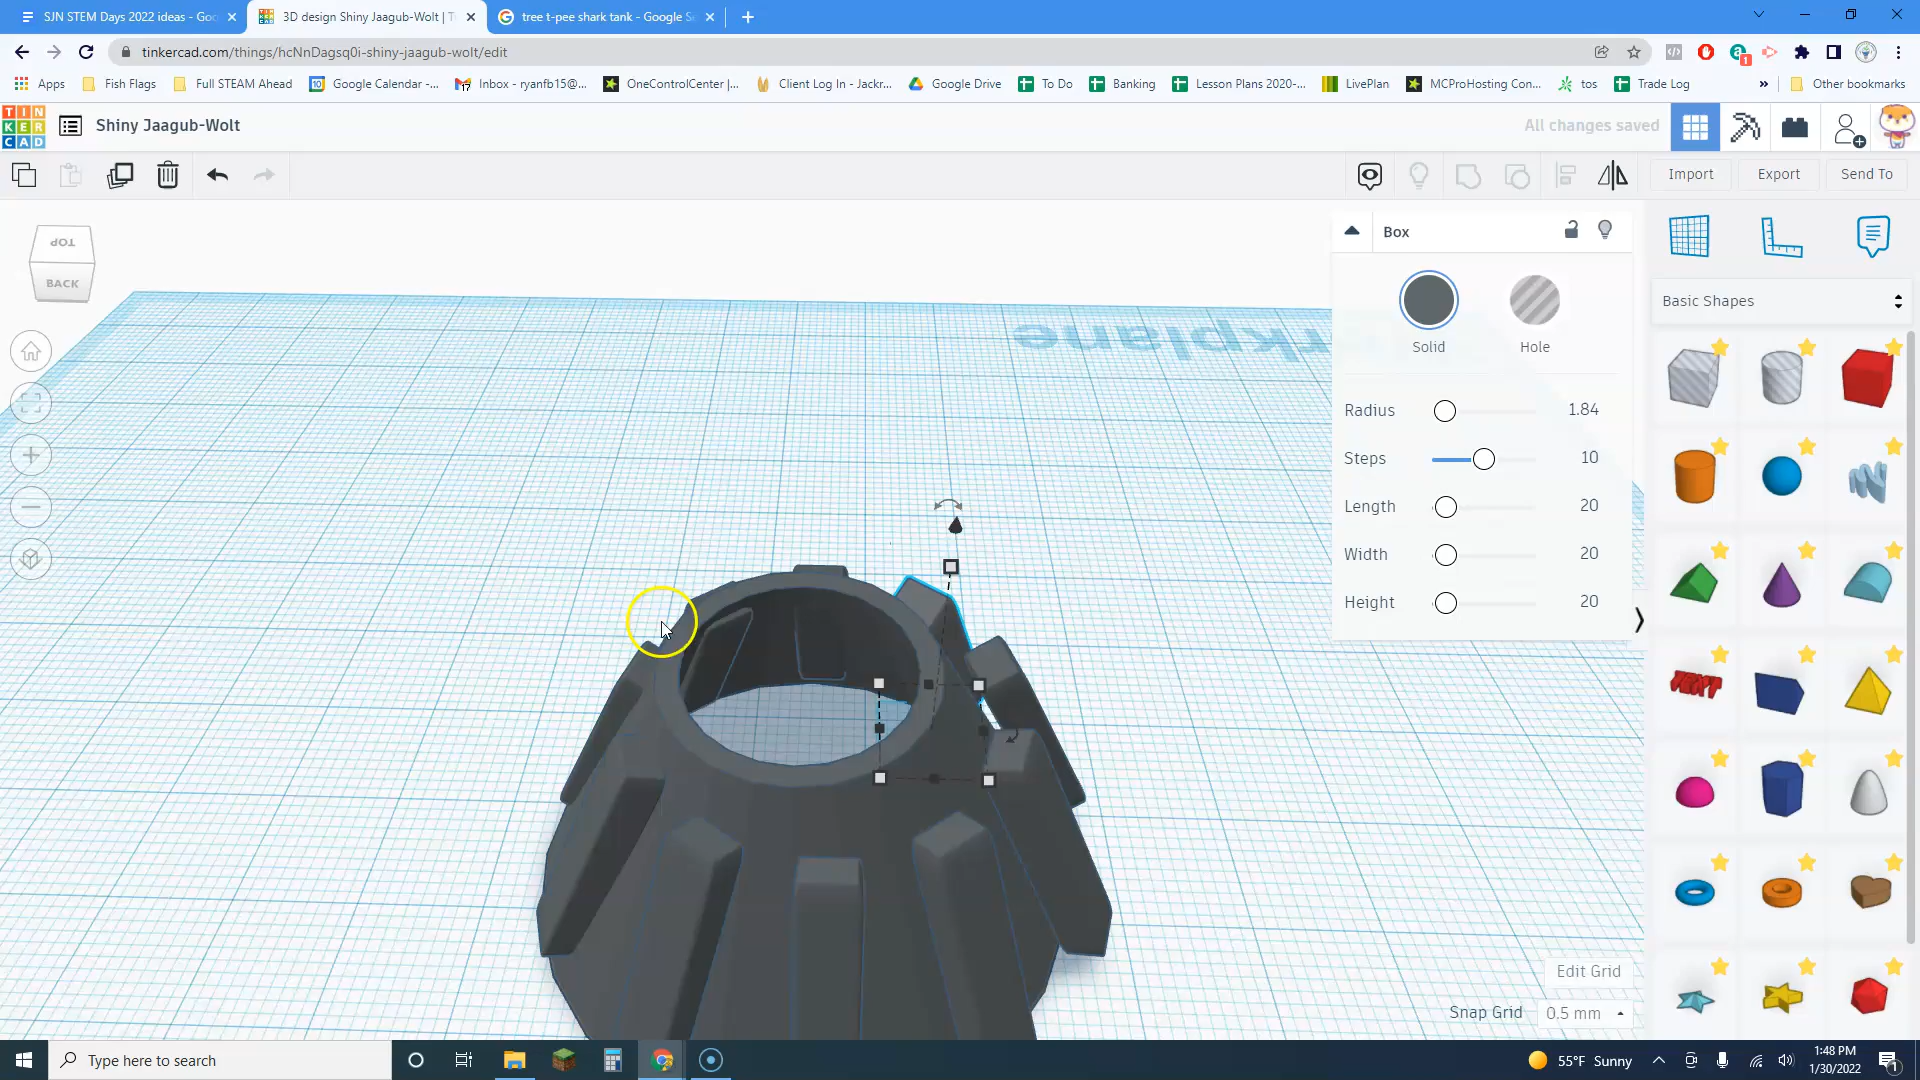 SJN STEM Days 2022 ideas - Goo
3D design Shiny Jaagub-Wolt | T
tree t-pee shark tank - Google Se
tinkercad.com/things/hcNnDagsq0i-shiny-jaagub-wolt/edit
Apps
Fish Flags
Full STEAM Ahead
Google Calendar -...
Inbox - ryanfb15@...
OneControlCenter |...
Client Log In - Jackr...
Google Drive
To Do
Banking
Lesson Plans 2020-...
LivePlan
MCProHosting Con...
tos
Trade Log
»
Other bookmarks
TIN
KER
CAD
Shiny Jaagub-Wolt
All changes saved
Import
Export
Send To
TOP
BACK
Box
Solid
Hole
Radius 1.84
Steps 10
Length 20
Width 20
Height 20
Basic Shapes
TEXT
Edit Grid
Snap Grid 0.5 mm
Type here to search
55°F Sunny
1:48 PM
1/30/2022